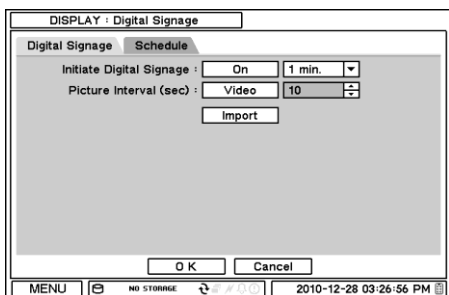 DISPLAY : Digital Signage
Digital Signage Schedule
Initiate Digital Signage : On 1 min.
Picture Interval (sec) : Video 10
Import
O K Cancel
MENU NO STORAGE 2010-12-28 03:26:56 PM